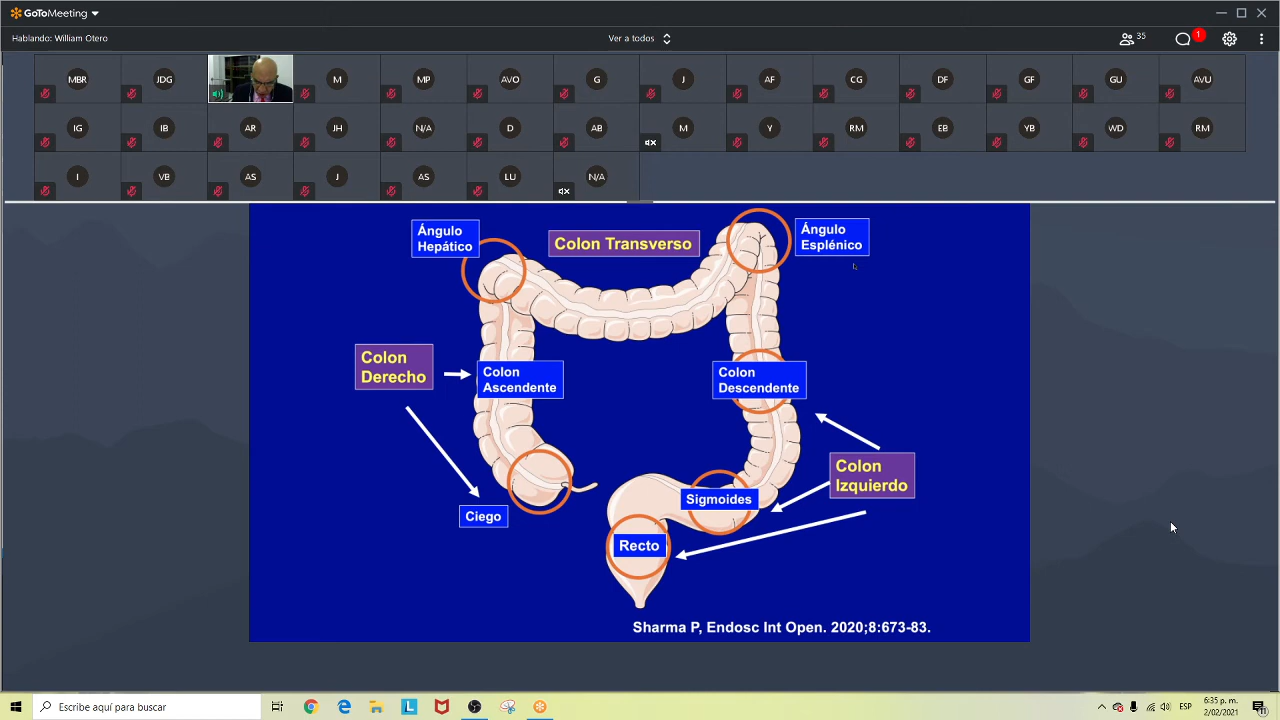 GoToMeeting
Hablando: William Otero
Ver a todos
35
1
MBR
JDG
M
MP
AVO
G
J
AF
CG
DF
GF
GU
AVU
IG
IB
AR
JH
N/A
D
AB
M
Y
RM
EB
YB
WD
RM
I
VB
AS
J
AS
LU
N/A
Ángulo
Hepático
Colon Transverso
Ángulo
Esplénico
Colon
Derecho
Colon
Ascendente
Colon
Descendente
Colon
Izquierdo
Sigmoides
Ciego
Recto
Sharma P, Endosc Int Open. 2020;8:673-83.
Escribe aquí para buscar
L
ESP
6:35 p.m.
2/02/2021
11